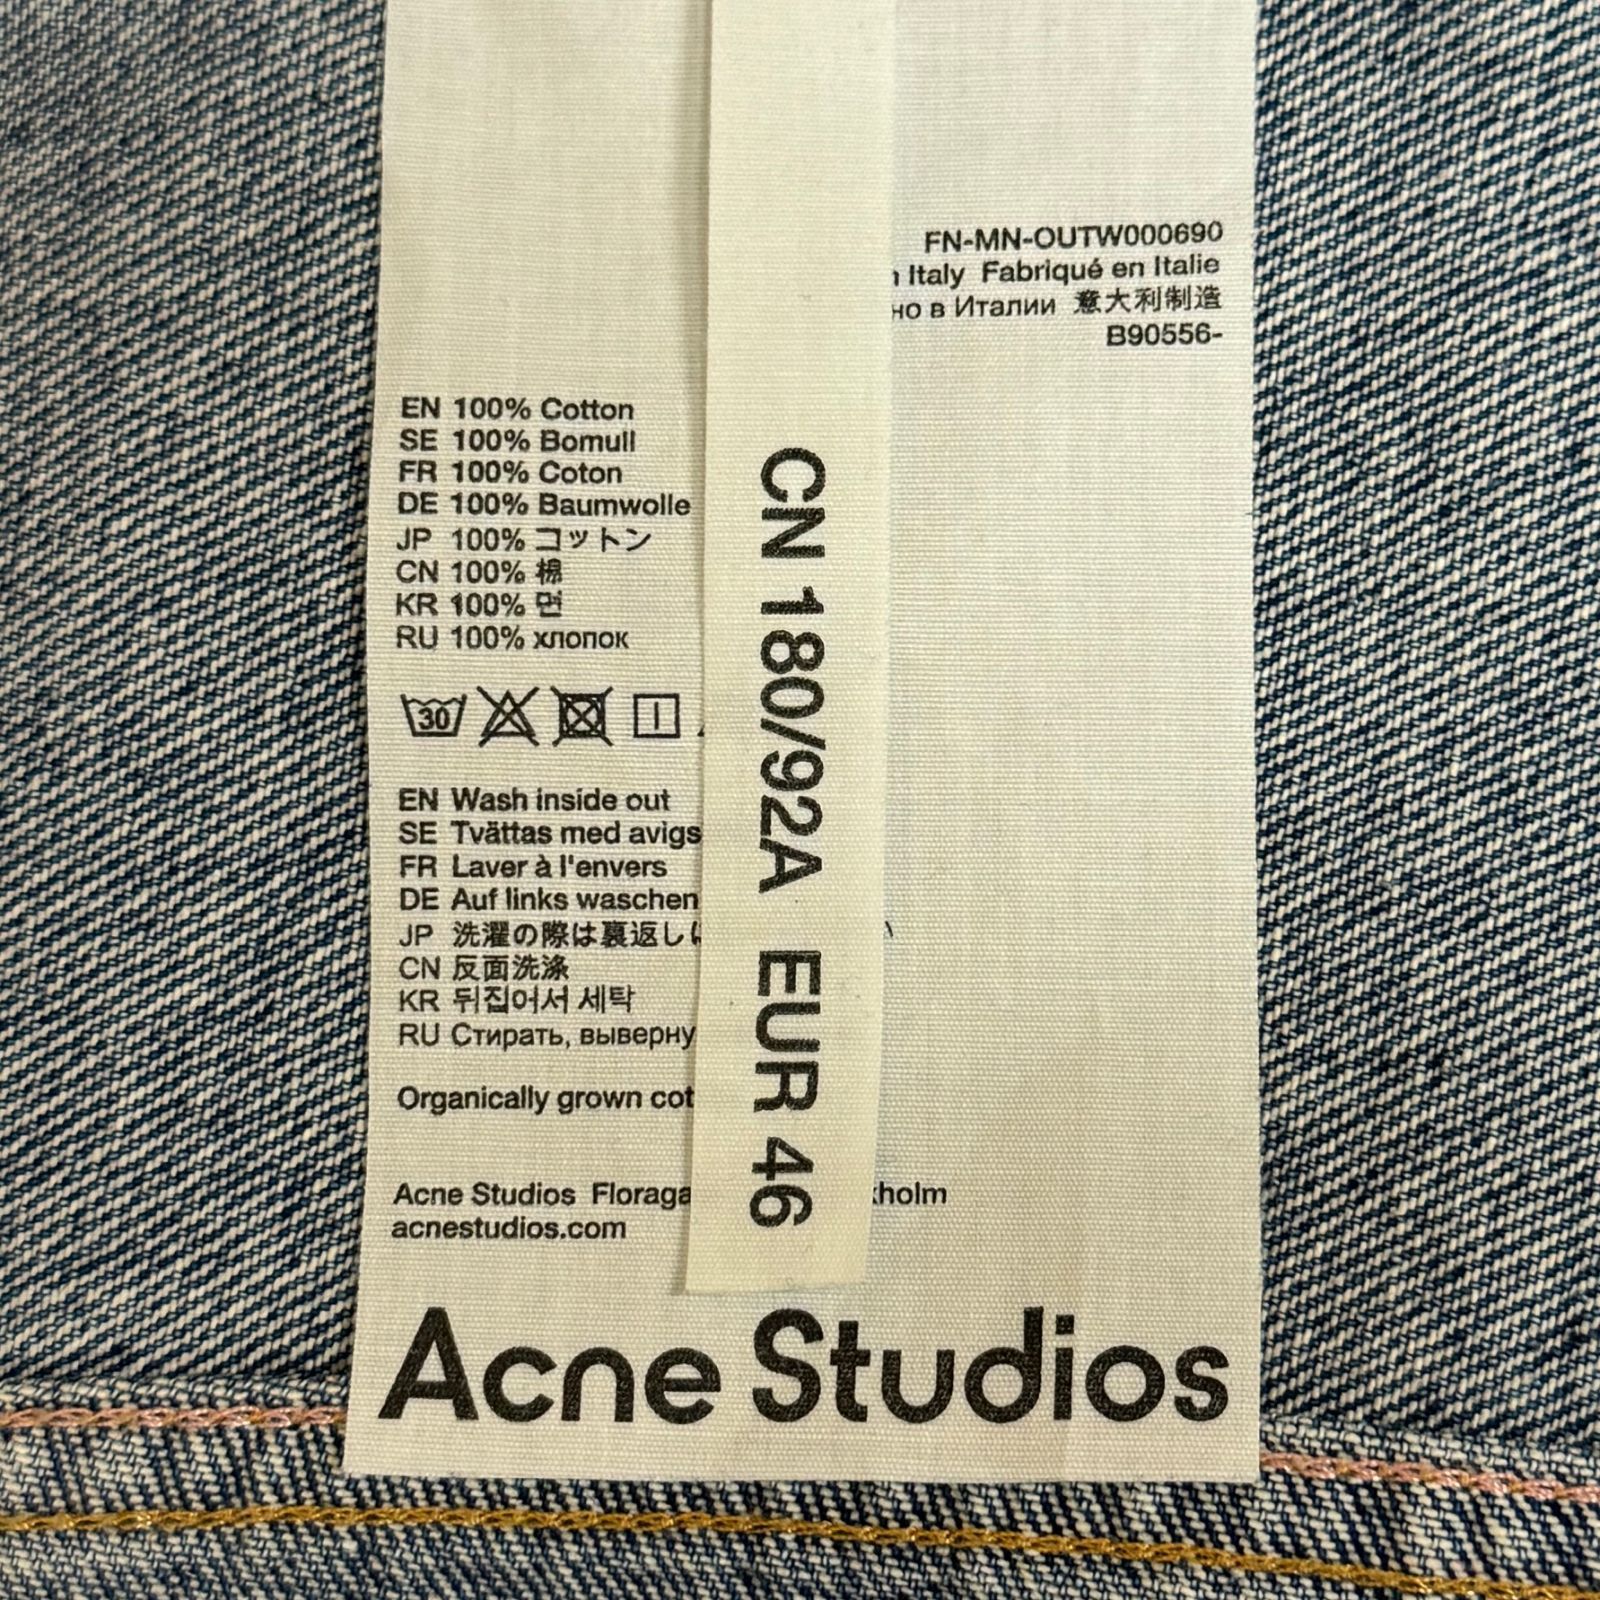 FN-MN-OUTW000690
Italy Fabriqué en Italie
в Италии 意大利制造
B90556-
EN 100% Cotton
SE 100% Bomull
FR 100% Coton
DE 100% Baumwolle
JP 100% コットン
CN 100% 棉
KR 100% 면
RU 100% хлопок
30
EN Wash inside out
SE Tvättas med avigs
FR Laver à l'envers
DE Auf links waschen
JP 洗濯の際は裏返し
CN 反面洗涤
KR 뒤집어서 세탁
RU Стирать, выверну
Organically grown cot
Acne Studios Floraga kholm
acnestudios.com
CN 180/92A EUR 46
Acne Studios